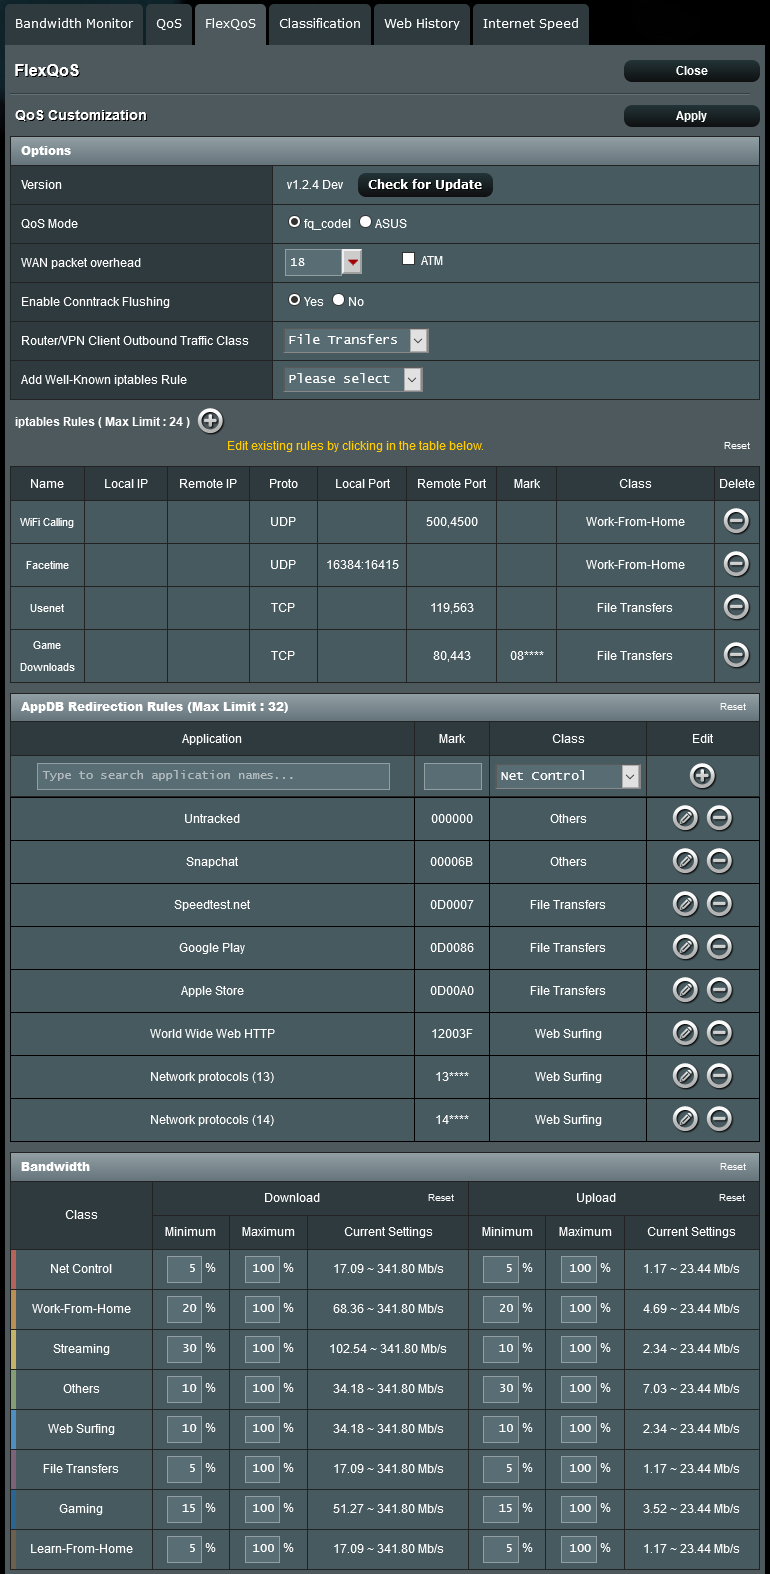 Bandwidth Monitor QoS FlexQoS Classification Web History Internet Speed
FlexQoS Close
QoS Customization Apply
Options
Version v1.2.4 Dev Check for Update
QoS Mode fq_codel ASUS
WAN packet overhead 18 ATM
Enable Conntrack Flushing Yes No
Router/VPN Client Outbound Traffic Class File Transfers
Add Well-Known iptables Rule Please select
iptables Rules ( Max Limit : 24 )
Edit existing rules by clicking in the table below. Reset
Name Local IP Remote IP Proto Local Port Remote Port Mark Class Delete
WiFi Calling UDP 500,4500 Work-From-Home
Facetime UDP 16384:16415 Work-From-Home
Usenet TCP 119,563 File Transfers
Game
Downloads TCP 80,443 08**** File Transfers
AppDB Redirection Rules (Max Limit : 32) Reset
Application Mark Class Edit
Type to search application names... Net Control
Untracked 000000 Others
Snapchat 00006B Others
Speedtest.net 0D0007 File Transfers
Google Play 0D0086 File Transfers
Apple Store 0D00A0 File Transfers
World Wide Web HTTP 12003F Web Surfing
Network protocols (13) 13**** Web Surfing
Network protocols (14) 14**** Web Surfing
Bandwidth Reset
Class Download Reset Upload Reset
Minimum Maximum Current Settings Minimum Maximum Current Settings
Net Control 5 % 100 % 17.09 ~ 341.80 Mb/s 5 % 100 % 1.17 ~ 23.44 Mb/s
Work-From-Home 20 % 100 % 68.36 ~ 341.80 Mb/s 20 % 100 % 4.69 ~ 23.44 Mb/s
Streaming 30 % 100 % 102.54 ~ 341.80 Mb/s 10 % 100 % 2.34 ~ 23.44 Mb/s
Others 10 % 100 % 34.18 ~ 341.80 Mb/s 30 % 100 % 7.03 ~ 23.44 Mb/s
Web Surfing 10 % 100 % 34.18 ~ 341.80 Mb/s 10 % 100 % 2.34 ~ 23.44 Mb/s
File Transfers 5 % 100 % 17.09 ~ 341.80 Mb/s 5 % 100 % 1.17 ~ 23.44 Mb/s
Gaming 15 % 100 % 51.27 ~ 341.80 Mb/s 15 % 100 % 3.52 ~ 23.44 Mb/s
Learn-From-Home 5 % 100 % 17.09 ~ 341.80 Mb/s 5 % 100 % 1.17 ~ 23.44 Mb/s